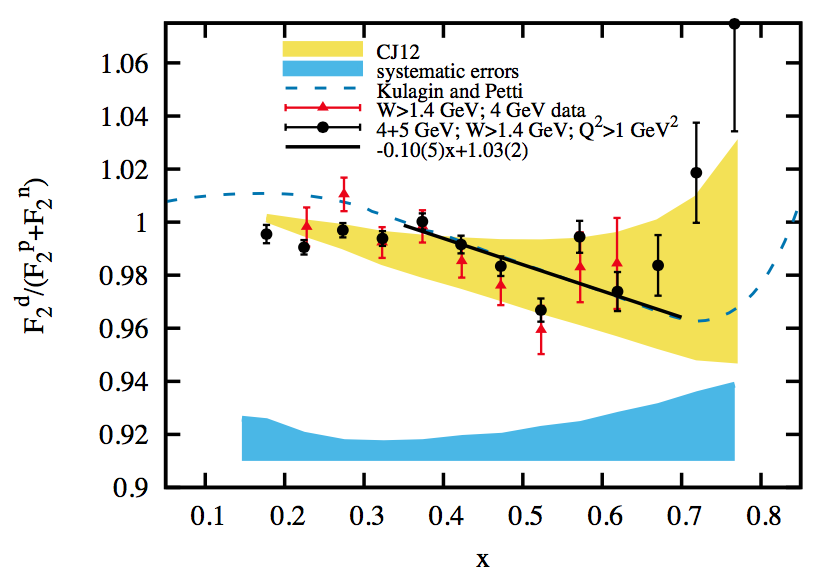 1.06
1.04
1.02
1
0.98
0.96
0.94
0.92
0.9
F₂ᵈ/(F₂ᵖ+F₂ⁿ)
CJ12
systematic errors
Kulagin and Petti
W>1.4 GeV; 4 GeV data
4+5 GeV; W>1.4 GeV; Q²>1 GeV²
-0.10(5)x+1.03(2)
0.1 0.2 0.3 0.4 0.5 0.6 0.7 0.8
x